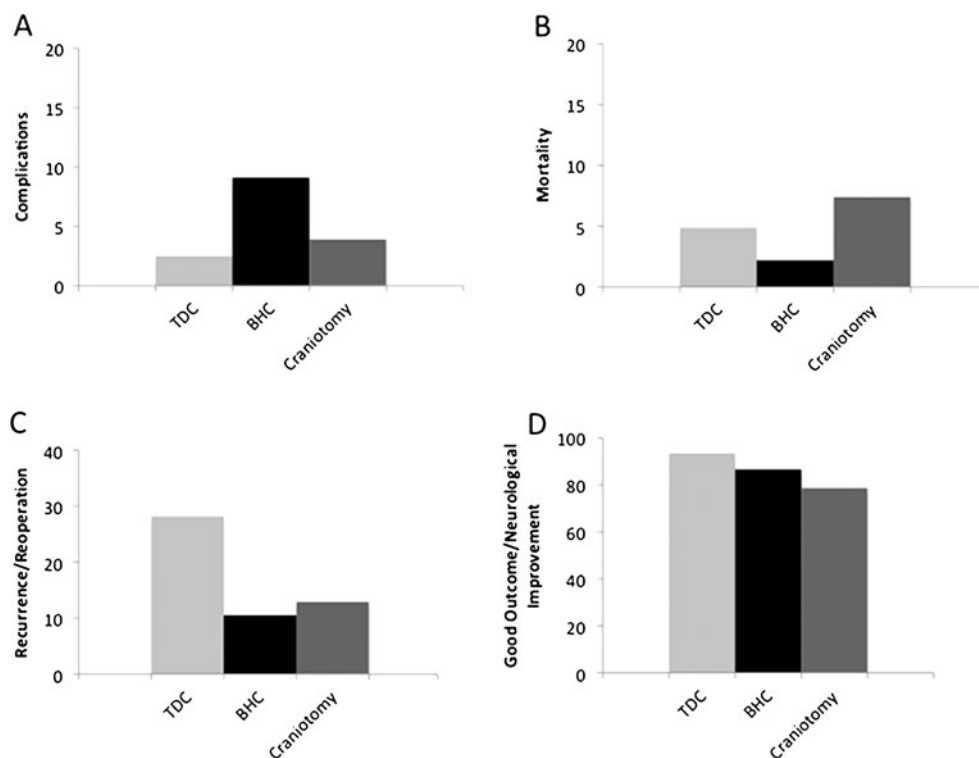 A
Complications
20
15
10
5
0
TDC
BHC
Craniotomy
B
Mortality
20
15
10
5
0
TDC
BHC
Craniotomy
C
Recurrence/Reoperation
40
30
20
10
0
TDC
BHC
Craniotomy
D
Good Outcome/Neurological
Improvement
100
80
60
40
20
0
TDC
BHC
Craniotomy